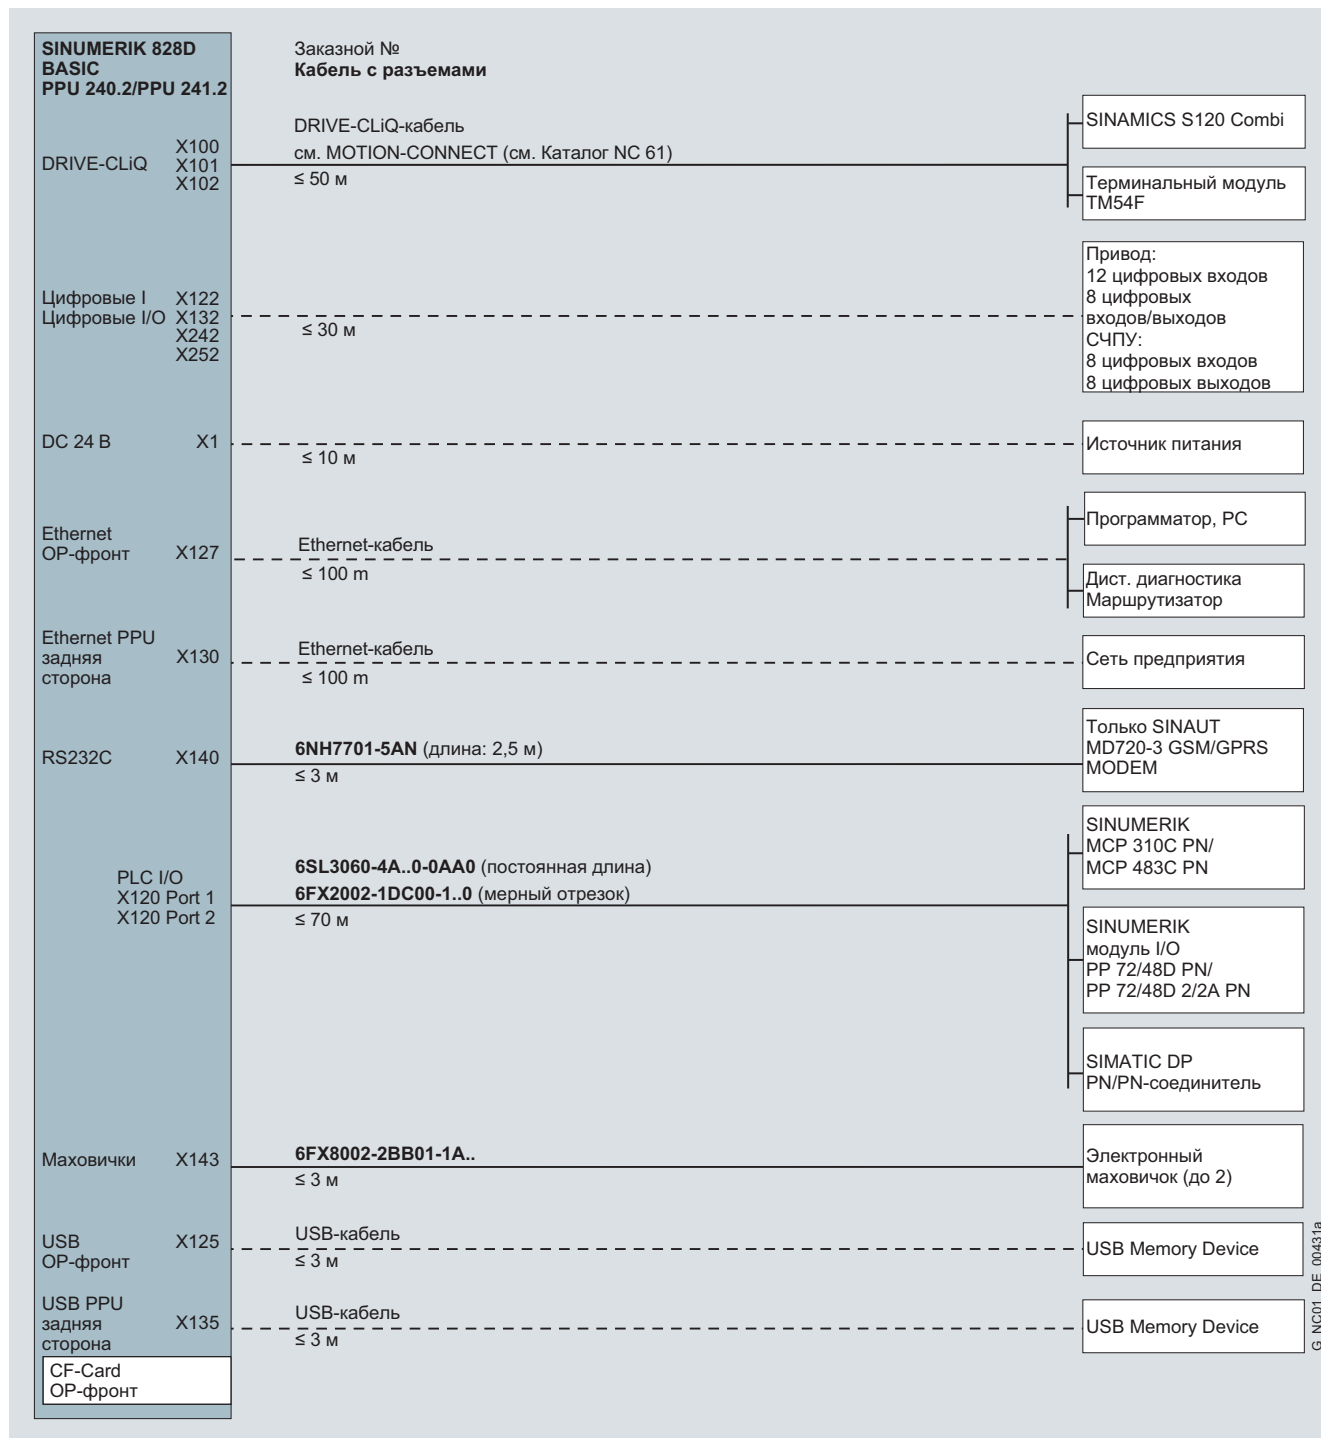 SINUMERIK 828D
BASIC
PPU 240.2/PPU 241.2
Заказной №
Кабель с разъемами
DRIVE-CLiQ
X100
X101
X102
DRIVE-CLiQ-кабель
см. MOTION-CONNECT (см. Каталог NC 61)
≤ 50 м
SINAMICS S120 Combi
Терминальный модуль
TM54F
Цифровые I X122
Цифровые I/O X132
X242
X252
≤ 30 м
Привод:
12 цифровых входов
8 цифровых
входов/выходов
СЧПУ:
8 цифровых входов
8 цифровых выходов
DC 24 В X1
≤ 10 м
Источник питания
Ethernet
OP-фронт X127
Ethernet-кабель
≤ 100 m
Программатор, PC
Дист. диагностика
Маршрутизатор
Ethernet PPU
задняя
сторона
X130
Ethernet-кабель
≤ 100 m
Сеть предприятия
RS232C X140
6NH7701-5AN (длина: 2,5 м)
≤ 3 м
Только SINAUT
MD720-3 GSM/GPRS
MODEM
PLC I/O
X120 Port 1
X120 Port 2
6SL3060-4A..0-0AA0 (постоянная длина)
6FX2002-1DC00-1..0 (мерный отрезок)
≤ 70 м
SINUMERIK
MCP 310C PN/
MCP 483C PN
SINUMERIK
модуль I/O
PP 72/48D PN/
PP 72/48D 2/2A PN
SIMATIC DP
PN/PN-соединитель
Маховички X143
6FX8002-2BB01-1A..
≤ 3 м
Электронный
маховичок (до 2)
USB X125
OP-фронт
USB-кабель
≤ 3 м
USB Memory Device
USB PPU
задняя
сторона
X135
USB-кабель
≤ 3 м
USB Memory Device
CF-Card
OP-фронт
G_NC01_DE_00431a